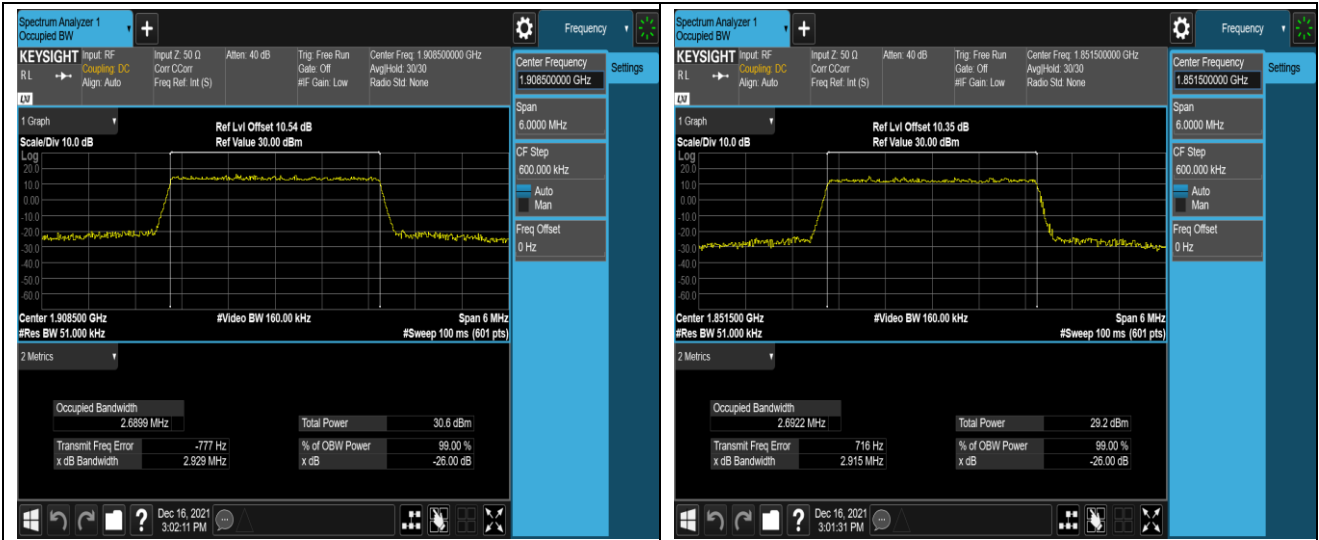 Spectrum Analyzer 1
Occupied BW
+
Frequency
KEYSIGHT Input: RF Input Z: 50 Ω Atten: 40 dB Trig: Free Run Center Freq: 1.908500000 GHz
RL Coupling: DC Corr CCorr Gate: Off Avg|Hold: 30/30
Align: Auto Freq Ref: Int (S) #IF Gain: Low Radio Std: None
LXI
Center Frequency
1.908500000 GHz
Settings
Span
6.0000 MHz
CF Step
600.000 kHz
Auto
Man
Freq Offset
0 Hz
1 Graph
Ref Lvl Offset 10.54 dB
Scale/Div 10.0 dB Ref Value 30.00 dBm
Log
20.0
10.0
0.00
-10.0
-20.0
-30.0
-40.0
-50.0
-60.0
Center 1.908500 GHz #Video BW 160.00 kHz Span 6 MHz
#Res BW 51.000 kHz #Sweep 100 ms (601 pts)
2 Metrics
Occupied Bandwidth
2.6899 MHz Total Power 30.6 dBm
Transmit Freq Error -777 Hz % of OBW Power 99.00 %
x dB Bandwidth 2.929 MHz x dB -26.00 dB
? Dec 16, 2021
3:02:11 PM
Spectrum Analyzer 1
Occupied BW
+
Frequency
KEYSIGHT Input: RF Input Z: 50 Ω Atten: 40 dB Trig: Free Run Center Freq: 1.851500000 GHz
RL Coupling: DC Corr CCorr Gate: Off Avg|Hold: 30/30
Align: Auto Freq Ref: Int (S) #IF Gain: Low Radio Std: None
LXI
Center Frequency
1.851500000 GHz
Settings
Span
6.0000 MHz
CF Step
600.000 kHz
Auto
Man
Freq Offset
0 Hz
1 Graph
Ref Lvl Offset 10.35 dB
Scale/Div 10.0 dB Ref Value 30.00 dBm
Log
20.0
10.0
0.00
-10.0
-20.0
-30.0
-40.0
-50.0
-60.0
Center 1.851500 GHz #Video BW 160.00 kHz Span 6 MHz
#Res BW 51.000 kHz #Sweep 100 ms (601 pts)
2 Metrics
Occupied Bandwidth
2.6922 MHz Total Power 29.2 dBm
Transmit Freq Error 716 Hz % of OBW Power 99.00 %
x dB Bandwidth 2.915 MHz x dB -26.00 dB
? Dec 16, 2021
3:01:31 PM